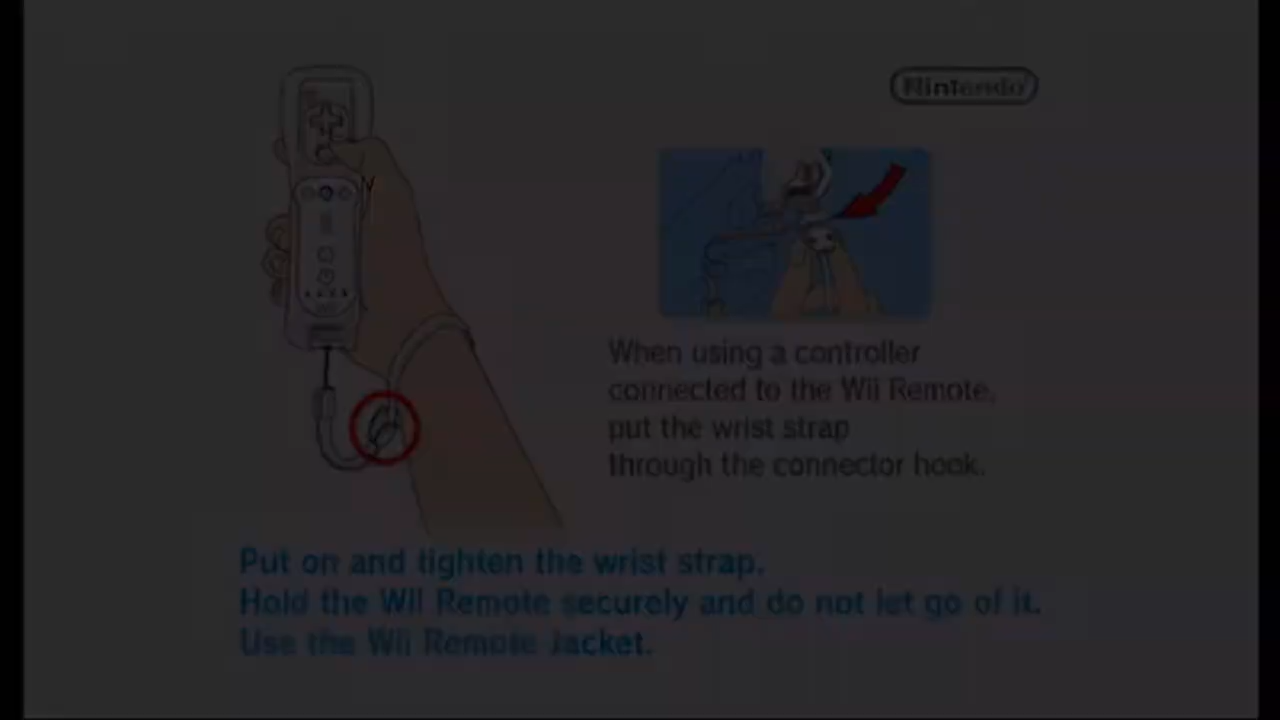 Nintendo
When using a controller
connected to the Wii Remote,
put the wrist strap
through the connector hook.
Put on and tighten the wrist strap.
Hold the Wii Remote securely and do not let go of it.
Use the Wii Remote Jacket.